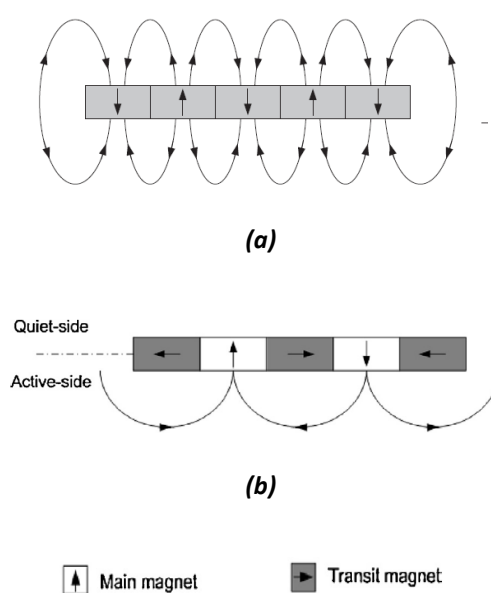 (a)
Quiet-side
Active-side
(b)
Main magnet
Transit magnet